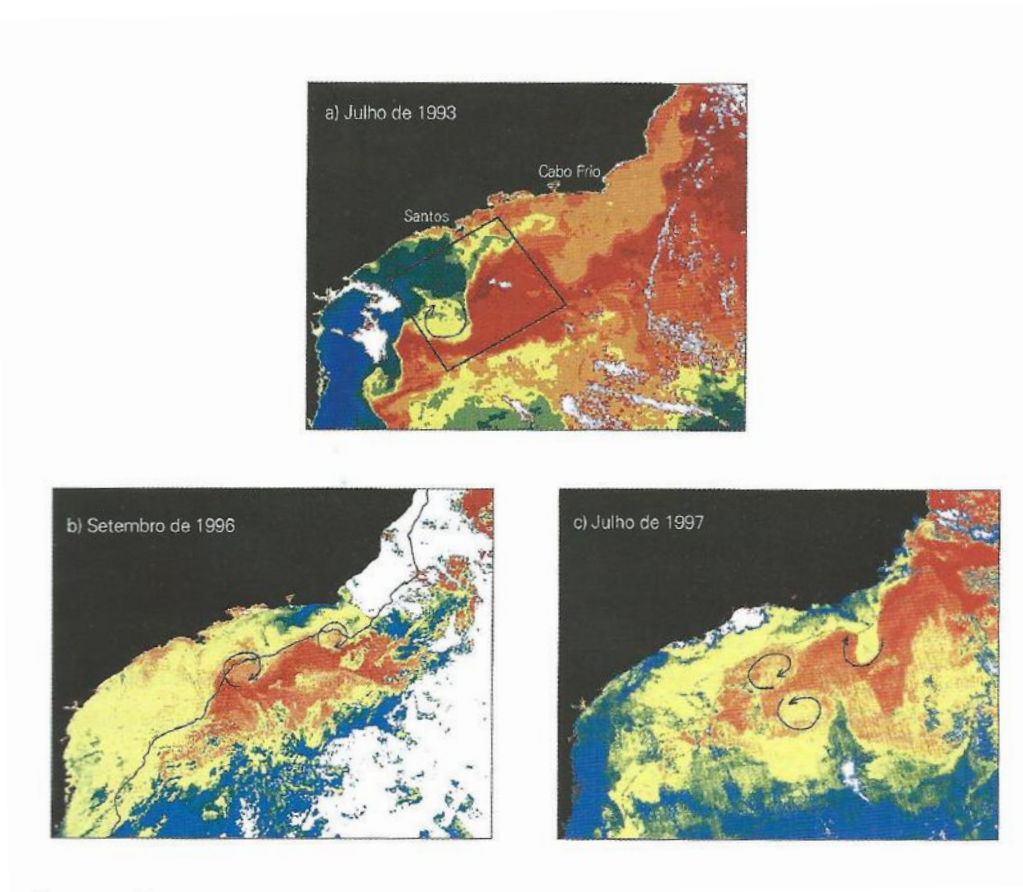 a) Julho de 1993
Cabo Frio
Santos
b) Setembro de 1996
c) Julho de 1997